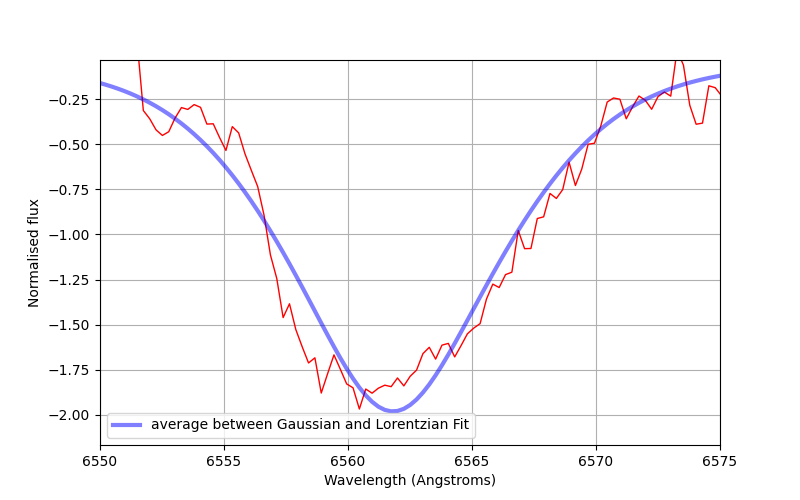 −0.25
−0.50
−0.75
−1.00
−1.25
−1.50
−1.75
−2.00
Normalised flux
average between Gaussian and Lorentzian Fit
6550 6555 6560 6565 6570 6575
Wavelength (Angstroms)